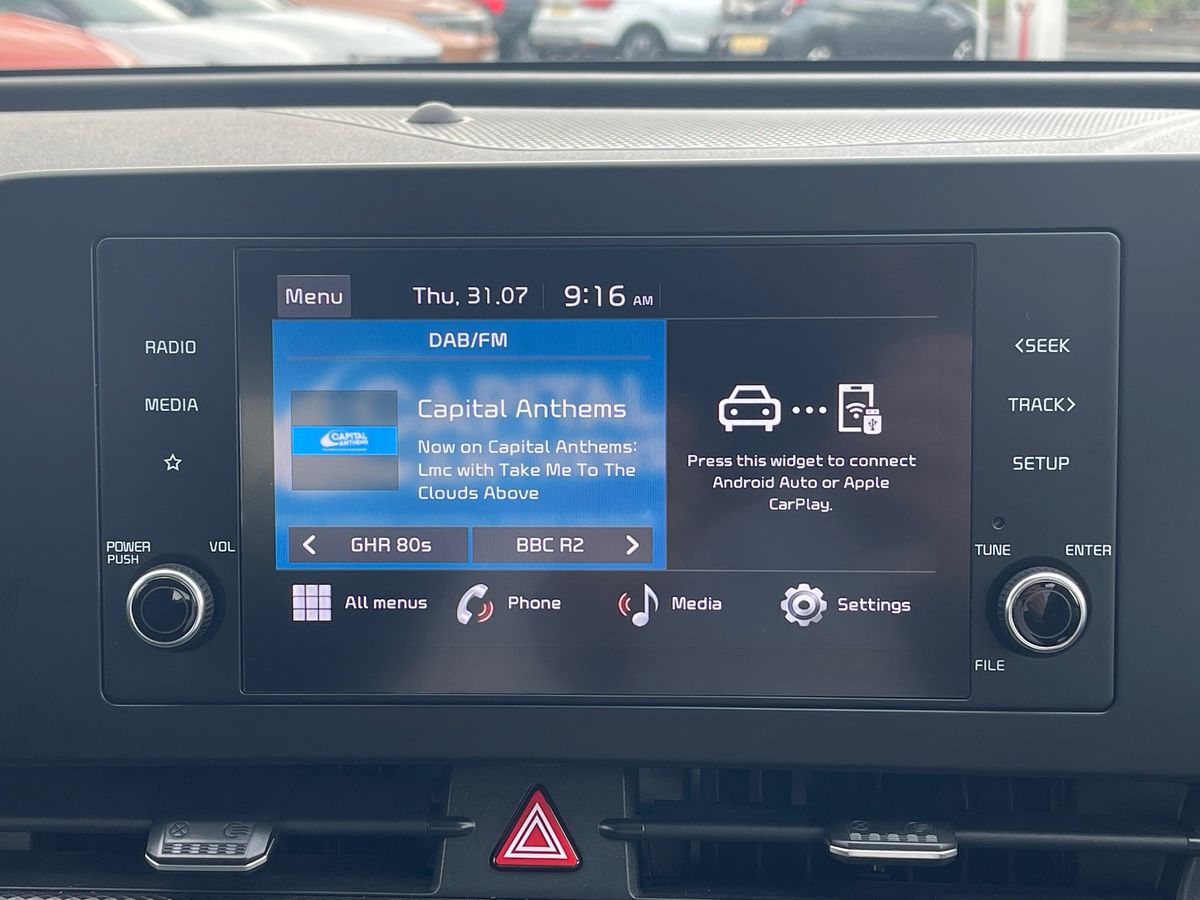 Menu
Thu, 31.07
9:16 AM
DAB/FM
RADIO
MEDIA
CAPITAL
ANTHEMS
Capital Anthems
Now on Capital Anthems:
Lmc with Take Me To The
Clouds Above
GHR 80s
BBC R2
Press this widget to connect
Android Auto or Apple
CarPlay.
<SEEK
TRACK>
SETUP
POWER
PUSH
VOL
All menus
Phone
Media
Settings
TUNE
ENTER
FILE